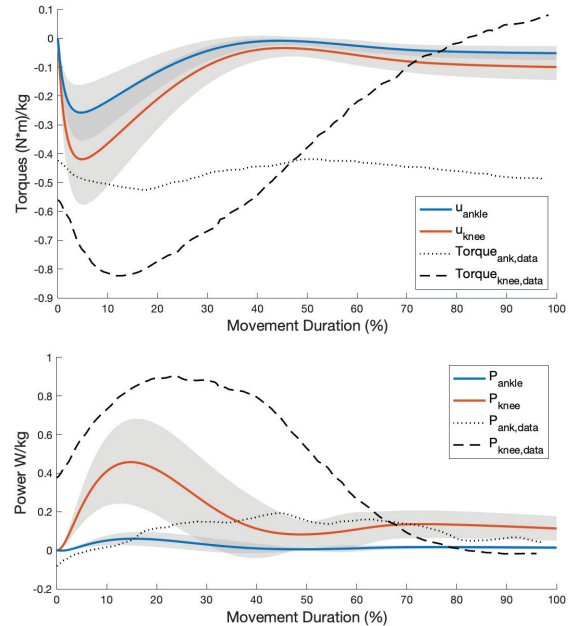 0.1
0
-0.1
-0.2
-0.3
-0.4
-0.5
-0.6
-0.7
-0.8
-0.9
Torques (N*m)/kg
u_ankle
u_knee
Torque_ank,data
Torque_knee,data
0 10 20 30 40 50 60 70 80 90 100
Movement Duration (%)
1
0.8
0.6
0.4
0.2
0
-0.2
Power W/kg
P_ankle
P_knee
P_ank,data
P_knee,data
0 10 20 30 40 50 60 70 80 90 100
Movement Duration (%)